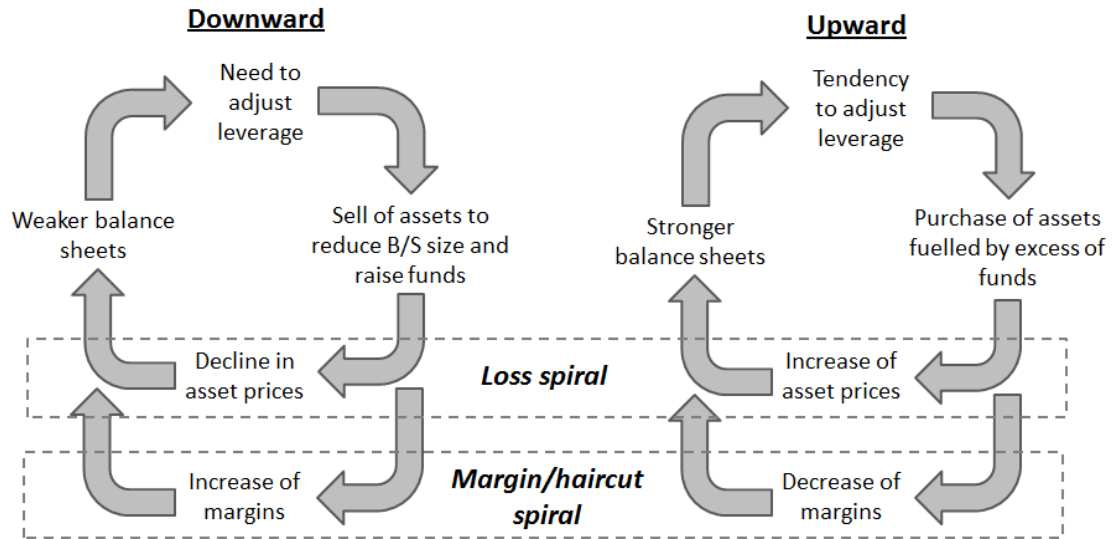 Downward
Need to
adjust
leverage
Weaker balance
sheets
Sell of assets to
reduce B/S size and
raise funds
Decline in
asset prices
Increase of
margins
Loss spiral
Margin/haircut
spiral
Upward
Tendency
to adjust
leverage
Stronger
balance sheets
Purchase of assets
fuelled by excess of
funds
Increase of
asset prices
Decrease of
margins